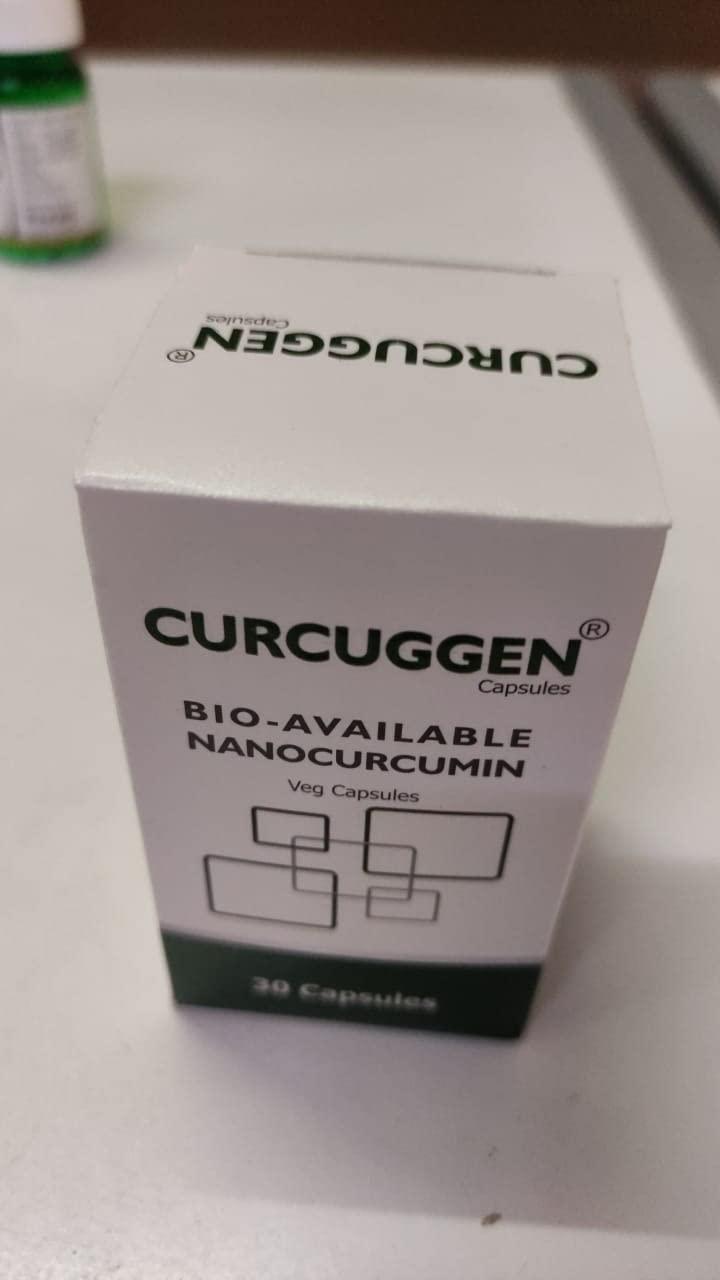 CURCUGGEN®
Capsules
CURCUGGEN®
Capsules
BIO-AVAILABLE
NANOCURCUMIN
Veg Capsules
30 Capsules